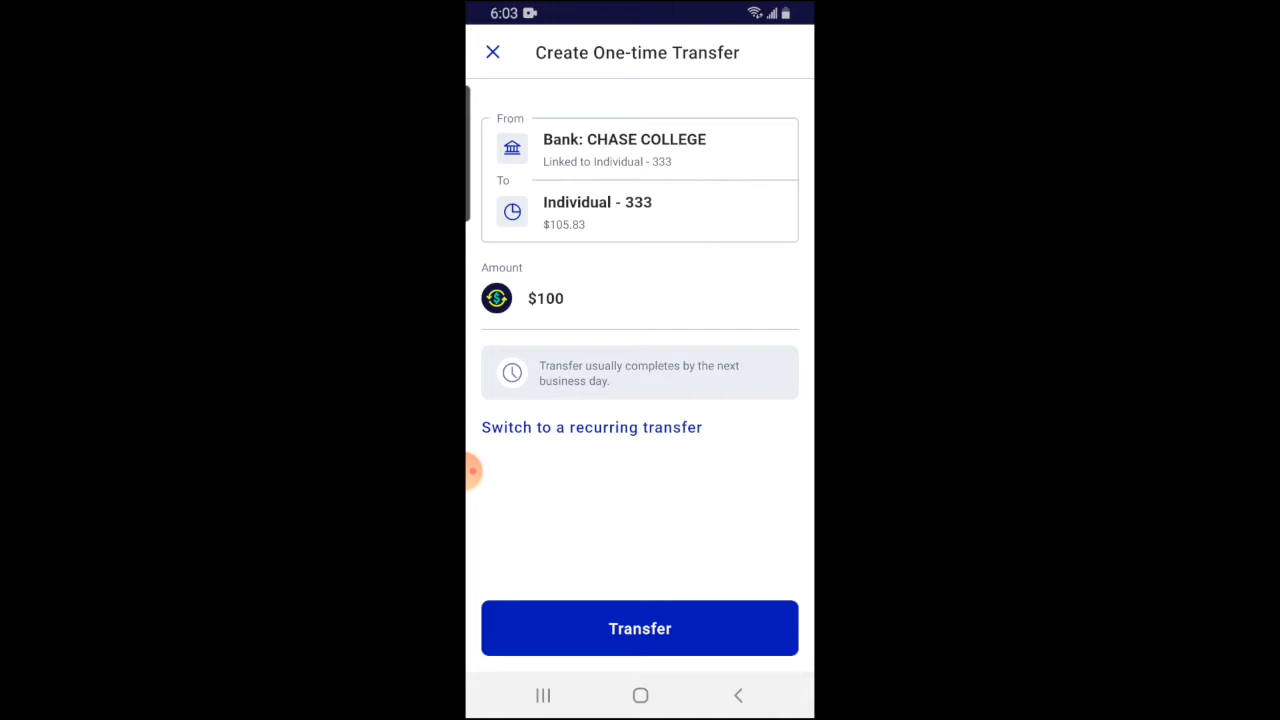 6:03
Create One-time Transfer
From
Bank: CHASE COLLEGE
Linked to Individual - 333
To
Individual - 333
$105.83
Amount
$100
Transfer usually completes by the next
business day.
Switch to a recurring transfer
Transfer